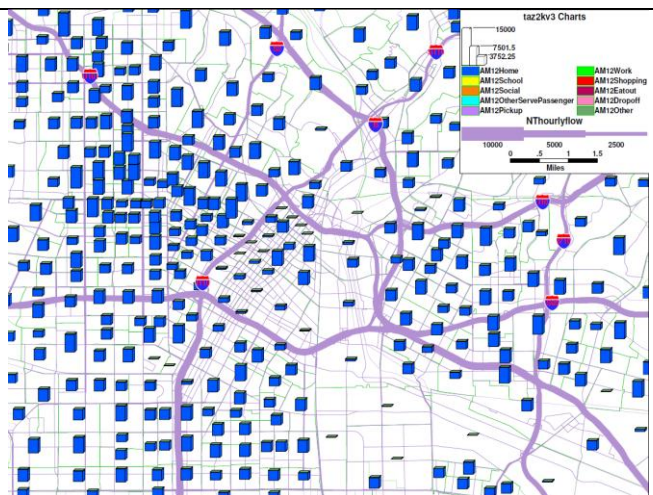 taz2kv3 Charts
15000
7501.5
3752.25
AM12Home
AM12School
AM12Social
AM12OtherServePassenger
AM12Pickup
AM12Work
AM12Shopping
AM12Eatout
AM12Dropoff
AM12Other
NThourlyflow
10000 5000 2500
0 .5 1 1.5
Miles